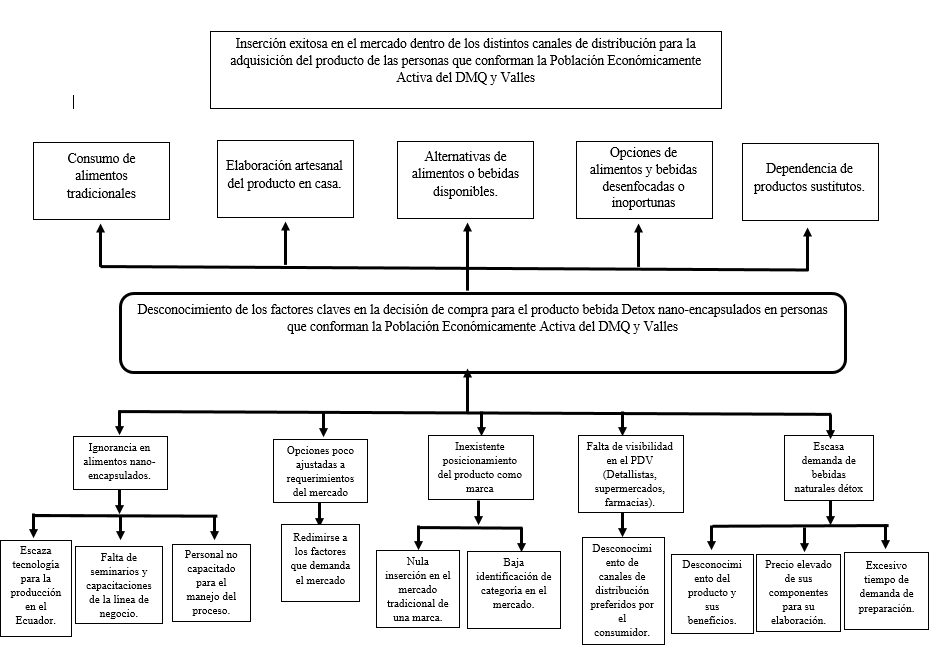 Inserción exitosa en el mercado dentro de los distintos canales de distribución para la
adquisición del producto de las personas que conforman la Población Económicamente
Activa del DMQ y Valles
Consumo de
alimentos
tradicionales
Elaboración artesanal
del producto en casa.
Alternativas de
alimentos o bebidas
disponibles.
Opciones de
alimentos y bebidas
desenfocadas o
inoportunas
Dependencia de
productos sustitutos.
Desconocimiento de los factores claves en la decisión de compra para el producto bebida Detox nano-encapsulados en personas
que conforman la Población Económicamente Activa del DMQ y Valles
Ignorancia en
alimentos nano-
encapsulados.
Opciones poco
ajustadas a
requerimientos
del mercado
Inexistente
posicionamiento
del producto como
marca
Falta de visibilidad
en el PDV
(Detallistas,
supermercados,
farmacias).
Escasa
demanda de
bebidas
naturales détox
Escaza
tecnología
para la
producción
en el
Ecuador.
Falta de
seminarios y
capacitaciones
de la línea de
negocio.
Personal no
capacitado
para el
manejo del
proceso.
Redimirse a
los factores
que demanda
el mercado
Nula
inserción en el
mercado
tradicional de
una marca.
Baja
identificación de
categoría en el
mercado.
Desconocimi
ento de
canales de
distribución
preferidos por
el
consumidor.
Desconocimi
ento del
producto y
sus
beneficios.
Precio elevado
de sus
componentes
para su
elaboración.
Excesivo
tiempo de
demanda de
preparación.